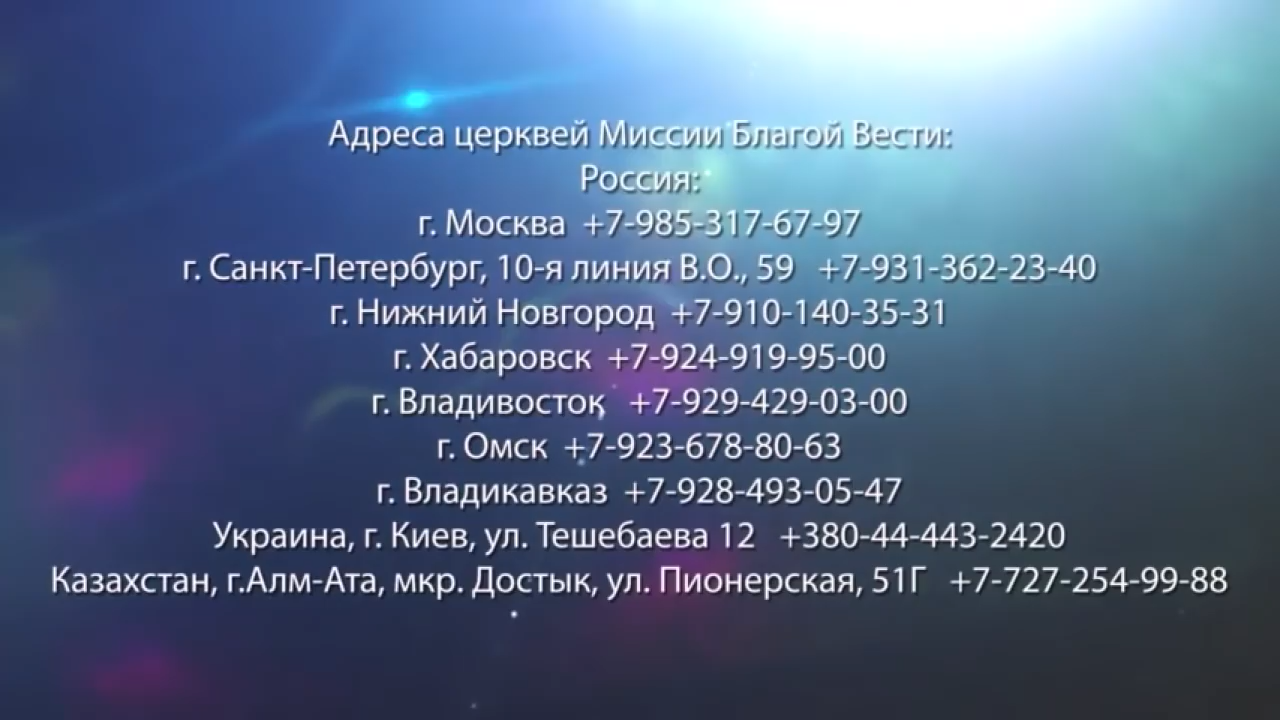 Адреса церквей Миссии Благой Вести:
Россия:
г. Москва +7-985-317-67-97
г. Санкт-Петербург, 10-я линия В.О., 59 +7-931-362-23-40
г. Нижний Новгород +7-910-140-35-31
г. Хабаровск +7-924-919-95-00
г. Владивосток +7-929-429-03-00
г. Омск +7-923-678-80-63
г. Владикавказ +7-928-493-05-47
Украина, г. Киев, ул. Тешебаева 12 +380-44-443-2420
Казахстан, г.Алм-Ата, мкр. Достык, ул. Пионерская, 51Г +7-727-254-99-88